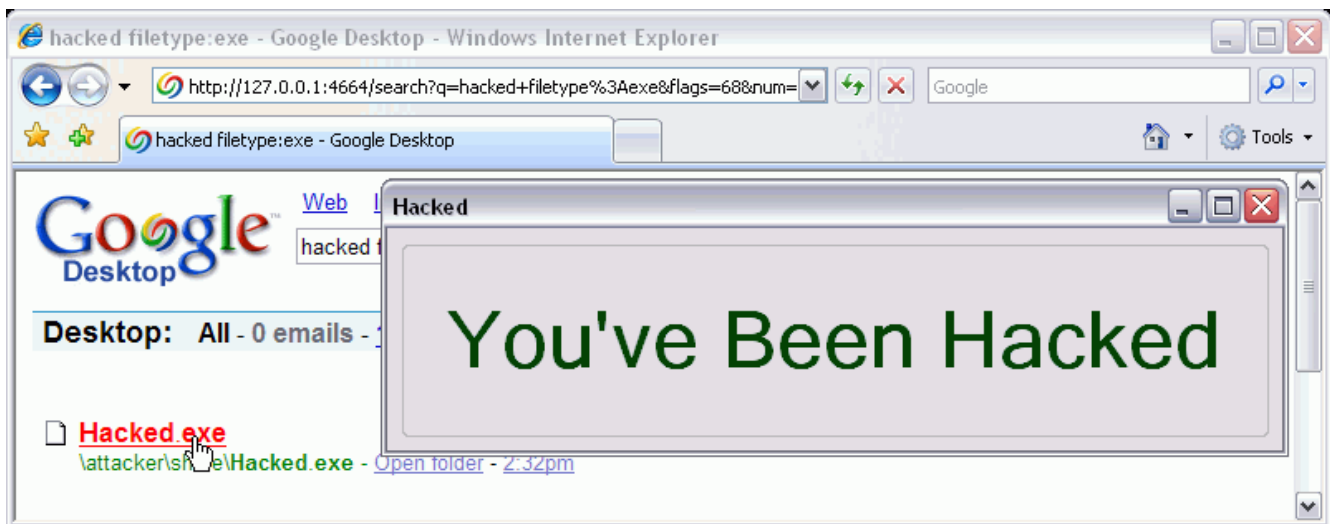 hacked filetype:exe - Google Desktop - Windows Internet Explorer
http://127.0.0.1:4664/search?q=hacked+filetype%3Aexe&flags=68&num=
Google
hacked filetype:exe - Google Desktop
Tools
Google
Desktop
Web
hacked
Hacked
You've Been Hacked
Desktop: All - 0 emails -
Hacked.exe
\Hacked.exe - Open folder - 2:32pm